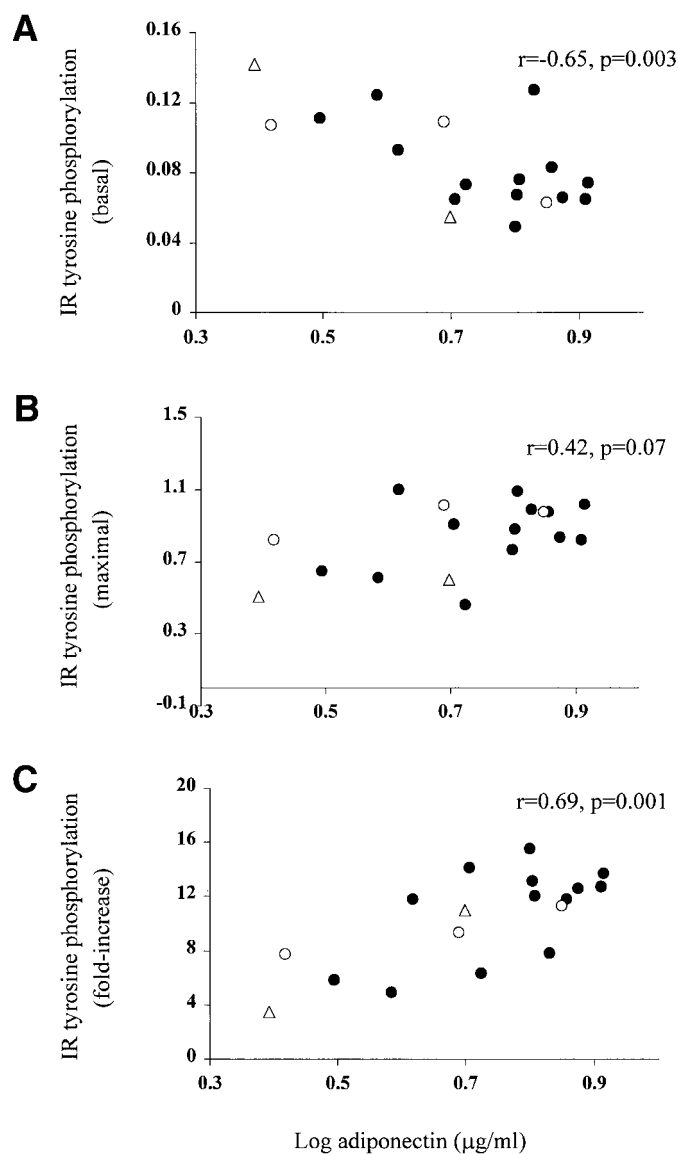 A
IR tyrosine phosphorylation
(basal)
0.16
0.12
0.08
0.04
0
r=-0.65, p=0.003
0.3 0.5 0.7 0.9
B
IR tyrosine phosphorylation
(maximal)
1.5
1.1
0.7
0.3
-0.1
r=0.42, p=0.07
0.3 0.5 0.7 0.9
C
IR tyrosine phosphorylation
(fold-increase)
20
16
12
8
4
0
r=0.69, p=0.001
0.3 0.5 0.7 0.9
Log adiponectin (μg/ml)